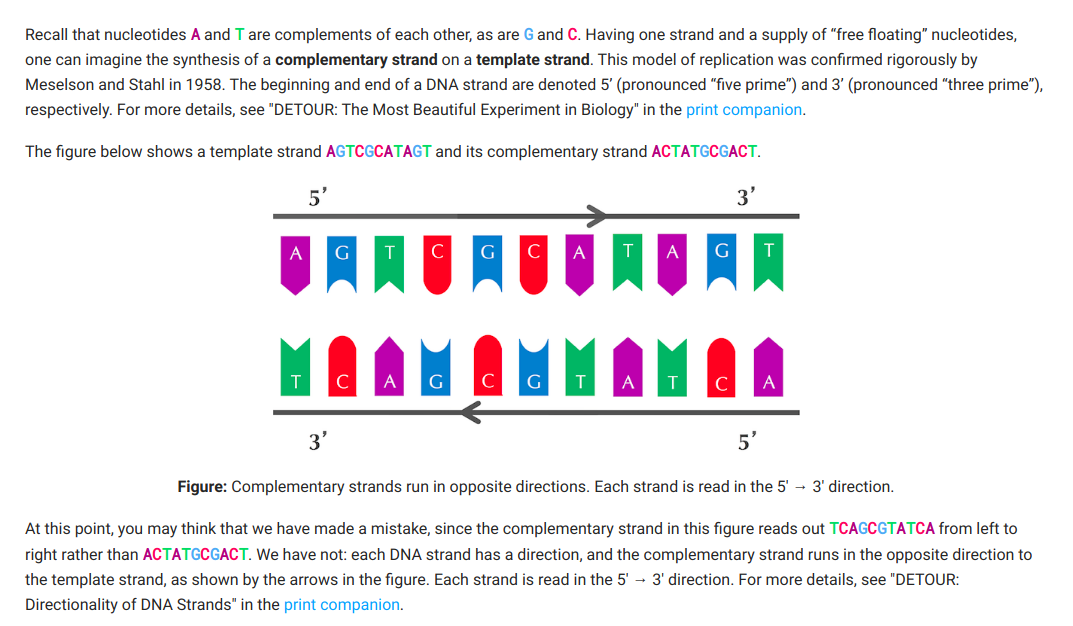 Recall that nucleotides A and T are complements of each other, as are G and C. Having one strand and a supply of “free floating” nucleotides,
one can imagine the synthesis of a complementary strand on a template strand. This model of replication was confirmed rigorously by
Meselson and Stahl in 1958. The beginning and end of a DNA strand are denoted 5’ (pronounced “five prime”) and 3’ (pronounced “three prime”),
respectively. For more details, see "DETOUR: The Most Beautiful Experiment in Biology" in the print companion.
The figure below shows a template strand AGTCGCATAGT and its complementary strand ACTATGCGACT.
5’ 3’
A G T C G C A T A G T
T C A G C G T A T C A
3’ 5’
Figure: Complementary strands run in opposite directions. Each strand is read in the 5' → 3' direction.
At this point, you may think that we have made a mistake, since the complementary strand in this figure reads out TCAGCGTATCA from left to
right rather than ACTATGCGACT. We have not: each DNA strand has a direction, and the complementary strand runs in the opposite direction to
the template strand, as shown by the arrows in the figure. Each strand is read in the 5' → 3' direction. For more details, see "DETOUR:
Directionality of DNA Strands" in the print companion.